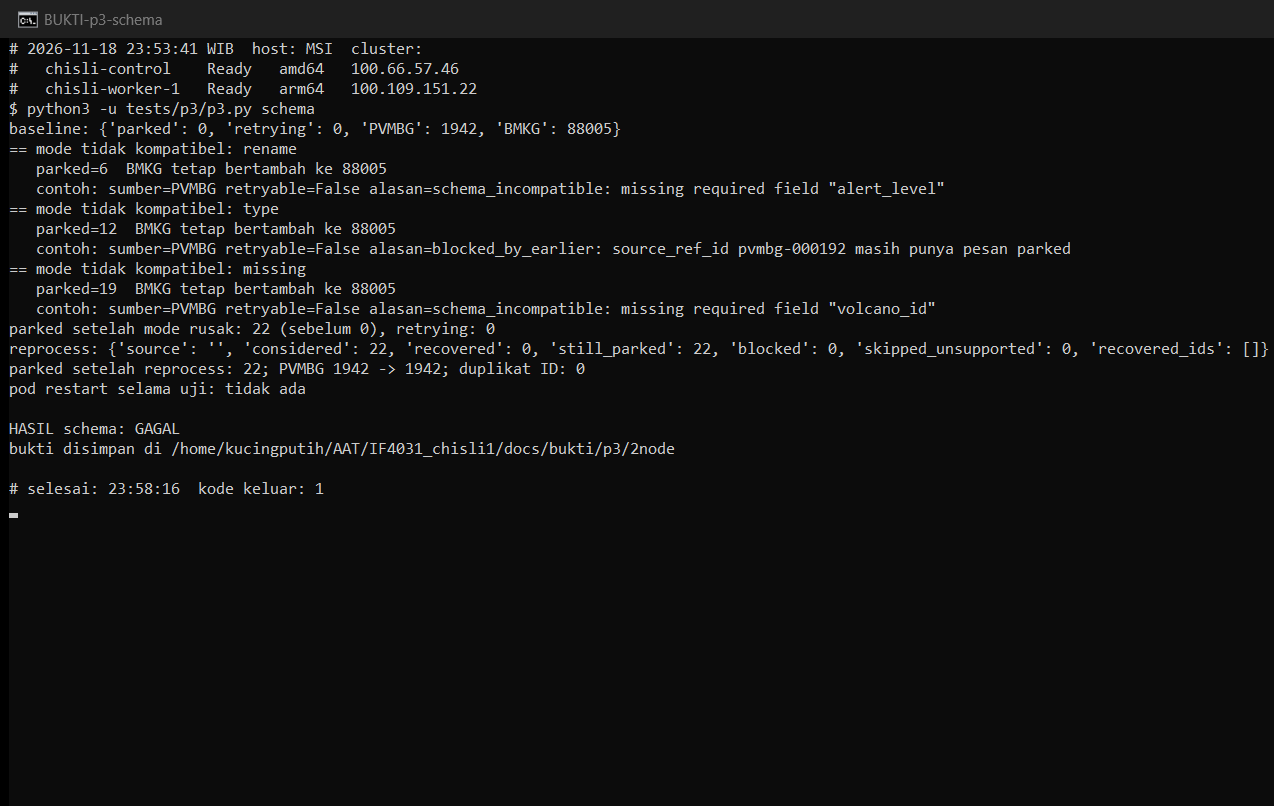 BUKTI-p3-schema
# 2026-11-18 23:53:41 WIB  host: MSI  cluster:
#   chisli-control    Ready   amd64   100.66.57.46
#   chisli-worker-1   Ready   arm64   100.109.151.22
$ python3 -u tests/p3/p3.py schema
baseline: {'parked': 0, 'retrying': 0, 'PVMBG': 1942, 'BMKG': 88005}
== mode tidak kompatibel: rename
   parked=6  BMKG tetap bertambah ke 88005
   contoh: sumber=PVMBG retryable=False alasan=schema_incompatible: missing required field "alert_level"
== mode tidak kompatibel: type
   parked=12  BMKG tetap bertambah ke 88005
   contoh: sumber=PVMBG retryable=False alasan=blocked_by_earlier: source_ref_id pvmbg-000192 masih punya pesan parked
== mode tidak kompatibel: missing
   parked=19  BMKG tetap bertambah ke 88005
   contoh: sumber=PVMBG retryable=False alasan=schema_incompatible: missing required field "volcano_id"
parked setelah mode rusak: 22 (sebelum 0), retrying: 0
reprocess: {'source': '', 'considered': 22, 'recovered': 0, 'still_parked': 22, 'blocked': 0, 'skipped_unsupported': 0, 'recovered_ids': []}
parked setelah reprocess: 22; PVMBG 1942 -> 1942; duplikat ID: 0
pod restart selama uji: tidak ada
HASIL schema: GAGAL
bukti disimpan di /home/kucingputih/AAT/IF4031_chisli1/docs/bukti/p3/2node
# selesai: 23:58:16  kode keluar: 1